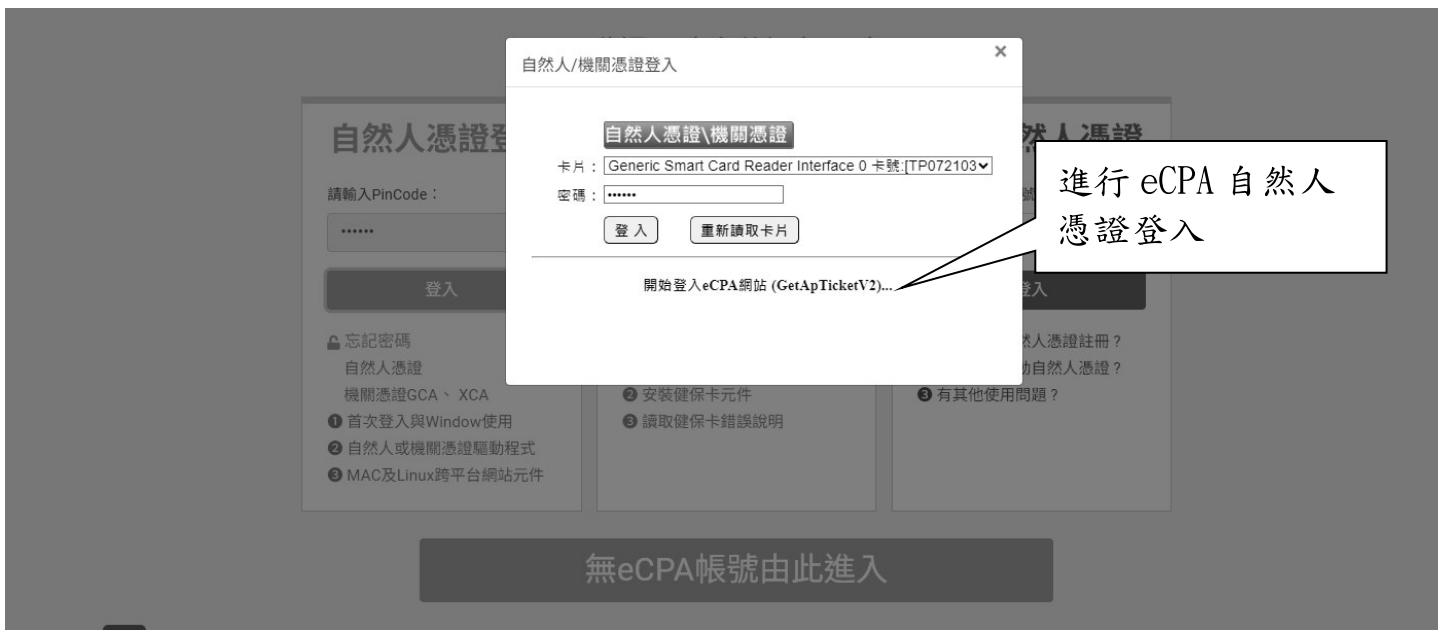 自然人/機關憑證登入
×
自然人憑證\機關憑證
卡片：
Generic Smart Card Reader Interface 0 卡號:[TP072103
密碼：
••••••
登 入
重新讀取卡片
開始登入eCPA網站 (GetApTicketV2)...
進行 eCPA 自然人
憑證登入
自然人憑證登
請輸入PinCode：
••••••
登入
忘記密碼
自然人憑證
機關憑證GCA、 XCA
❶ 首次登入與Window使用
❷ 自然人或機關憑證驅動程式
❸ MAC及Linux跨平台網站元件
❷ 安裝健保卡元件
❸ 讀取健保卡錯誤說明
然人憑證
登入
然人憑證註冊？
動自然人憑證？
❸ 有其他使用問題？
無eCPA帳號由此進入